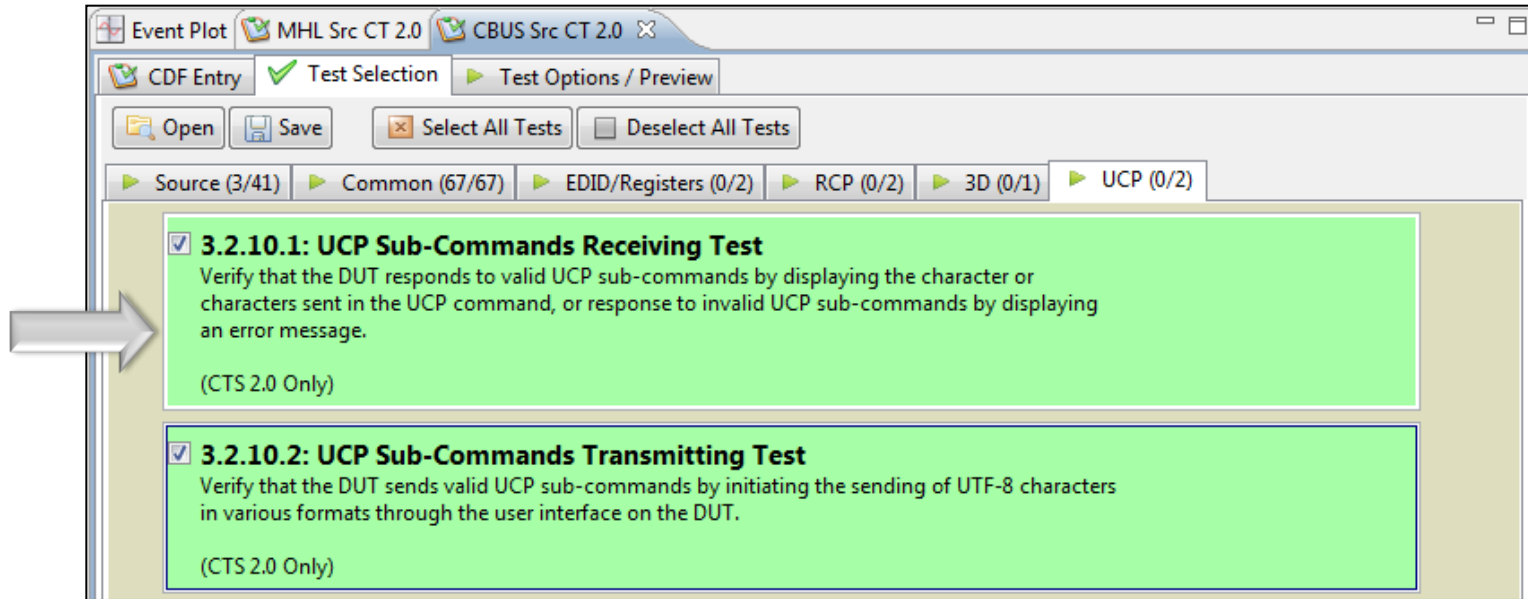 Event Plot MHL Src CT 2.0 CBUS Src CT 2.0
CDF Entry Test Selection Test Options / Preview
Open Save Select All Tests Deselect All Tests
Source (3/41) Common (67/67) EDID/Registers (0/2) RCP (0/2) 3D (0/1) UCP (0/2)
3.2.10.1: UCP Sub-Commands Receiving Test
Verify that the DUT responds to valid UCP sub-commands by displaying the character or
characters sent in the UCP command, or response to invalid UCP sub-commands by displaying
an error message.
(CTS 2.0 Only)
3.2.10.2: UCP Sub-Commands Transmitting Test
Verify that the DUT sends valid UCP sub-commands by initiating the sending of UTF-8 characters
in various formats through the user interface on the DUT.
(CTS 2.0 Only)